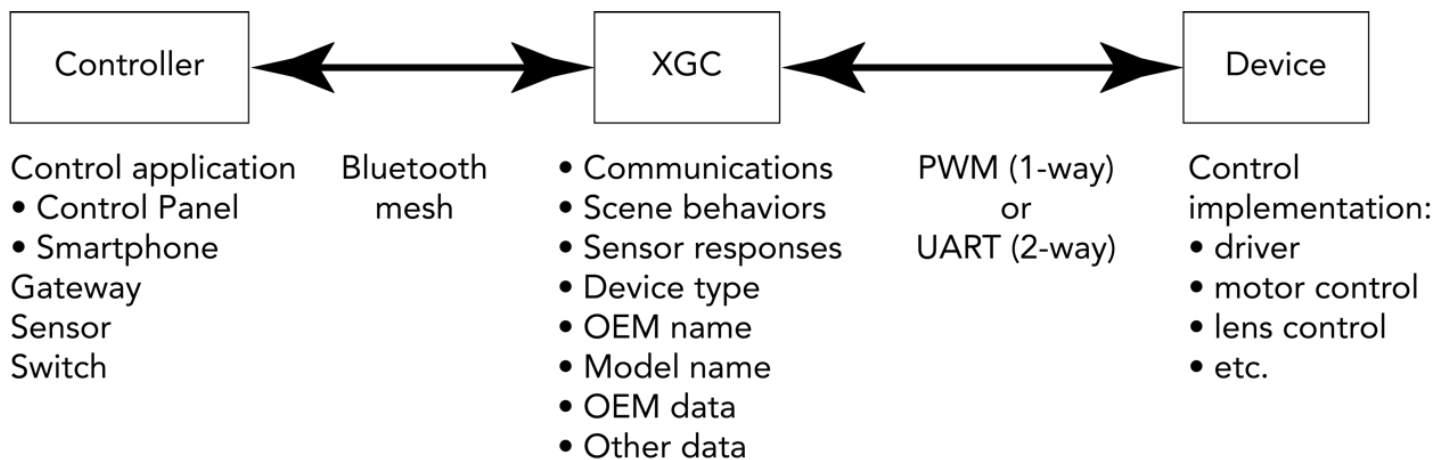 Controller
XGC
Device
Control application
• Control Panel
• Smartphone
Gateway
Sensor
Switch
Bluetooth
mesh
• Communications
• Scene behaviors
• Sensor responses
• Device type
• OEM name
• Model name
• OEM data
• Other data
PWM (1-way)
or
UART (2-way)
Control
implementation:
• driver
• motor control
• lens control
• etc.